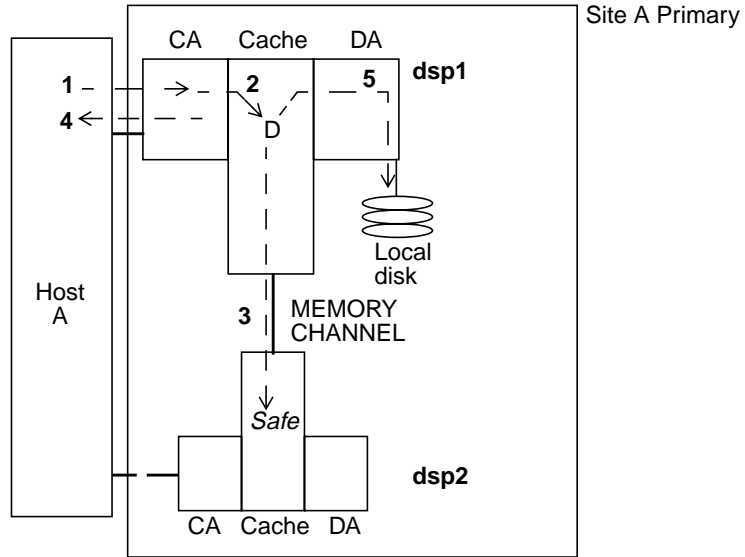 Site A Primary
CA Cache DA
dsp1
1 2 5
4
D
Local
disk
Host
A
3 MEMORY
CHANNEL
Safe
dsp2
CA Cache DA